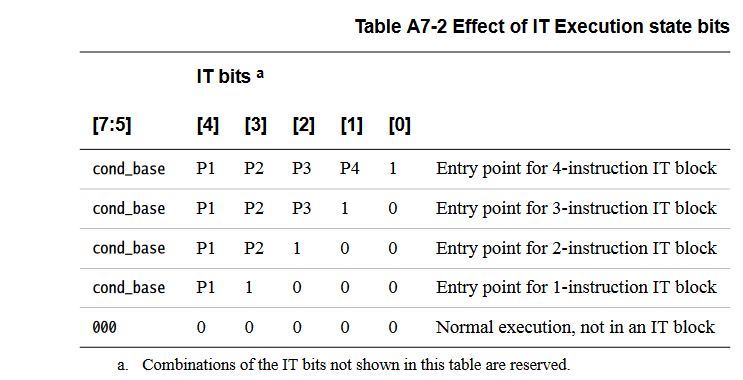 Table A7-2 Effect of IT Execution state bits
IT bits a
[7:5] [4] [3] [2] [1] [0]
cond_base P1 P2 P3 P4 1 Entry point for 4-instruction IT block
cond_base P1 P2 P3 1 0 Entry point for 3-instruction IT block
cond_base P1 P2 1 0 0 Entry point for 2-instruction IT block
cond_base P1 1 0 0 0 Entry point for 1-instruction IT block
000 0 0 0 0 0 Normal execution, not in an IT block
a. Combinations of the IT bits not shown in this table are reserved.